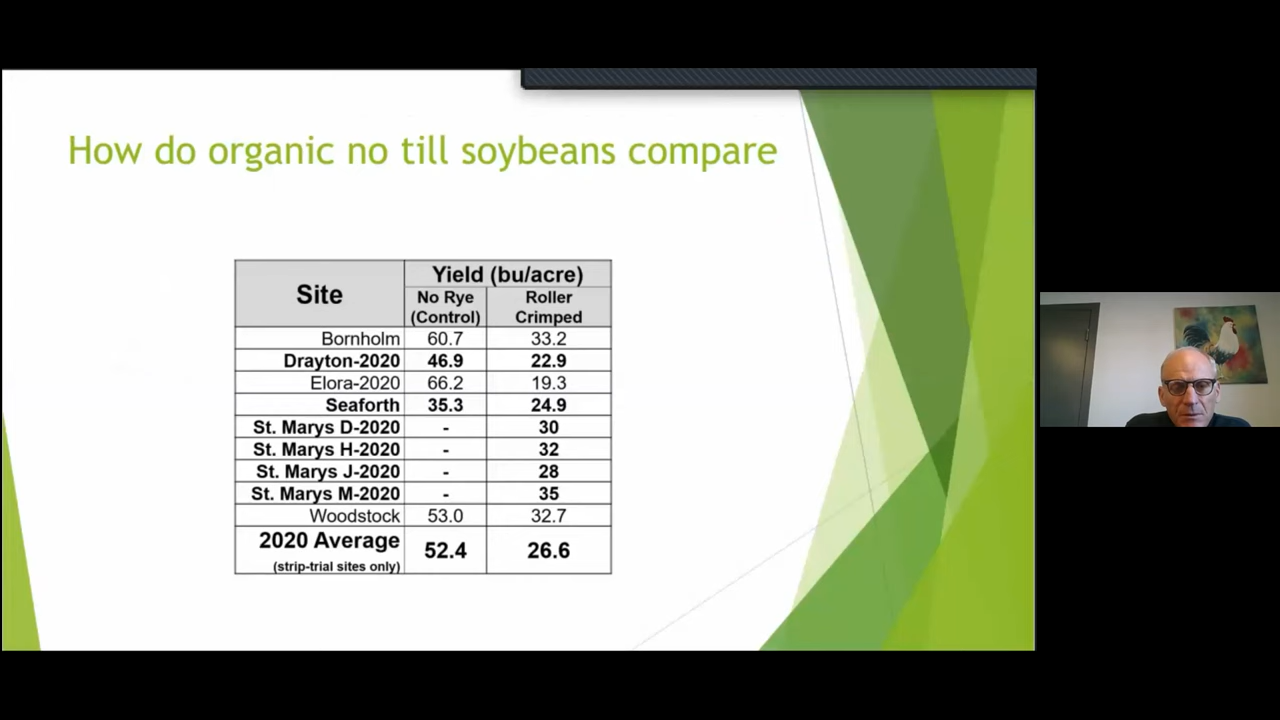 How do organic no till soybeans compare
Site
Yield (bu/acre)
No Rye (Control)
Roller Crimped
Bornholm 60.7 33.2
Drayton-2020 46.9 22.9
Elora-2020 66.2 19.3
Seaforth 35.3 24.9
St. Marys D-2020 - 30
St. Marys H-2020 - 32
St. Marys J-2020 - 28
St. Marys M-2020 - 35
Woodstock 53.0 32.7
2020 Average 52.4 26.6
(strip-trial sites only)